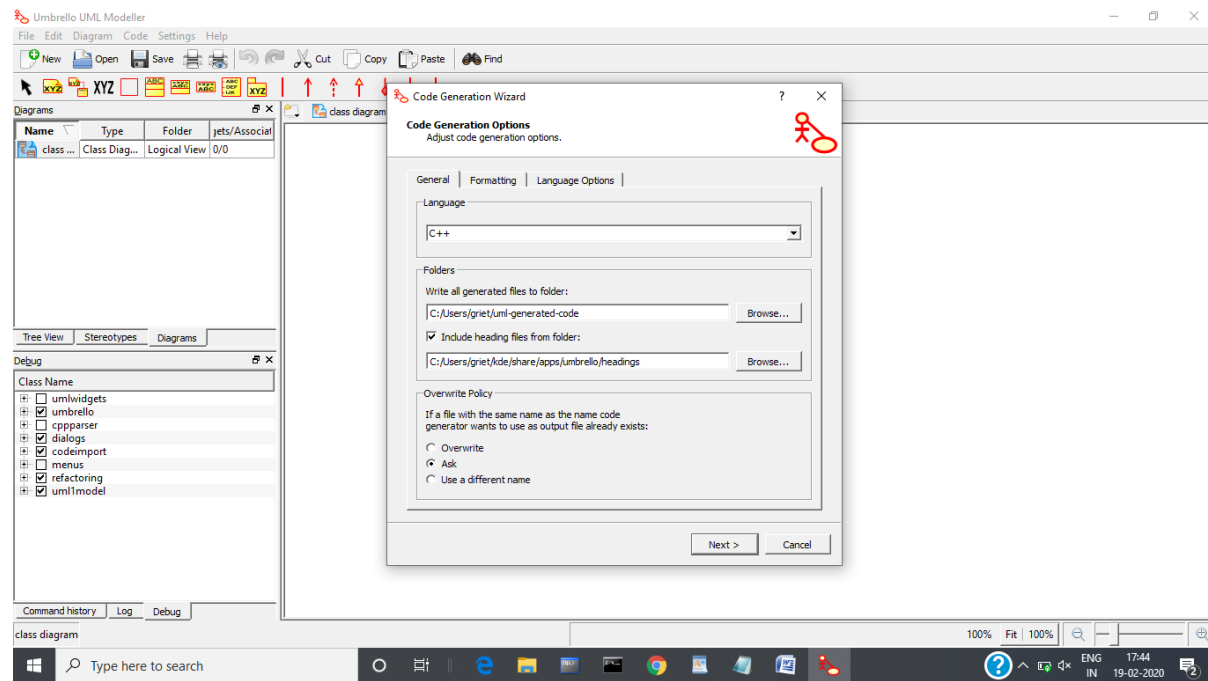 Umbrello UML Modeller
File Edit Diagram Code Settings Help
New Open Save Cut Copy Paste Find
XYZ XYZ
Diagrams
class diagram
Name Type Folder jets/Associat
class ... Class Diag... Logical View 0/0
Tree View Stereotypes Diagrams
Debug
Class Name
umlwidgets
umbrello
cppparser
dialogs
codeimport
menus
refactoring
uml1model
Command history Log Debug
class diagram
Code Generation Wizard ?
Code Generation Options
Adjust code generation options.
General Formatting Language Options
Language
C++
Folders
Write all generated files to folder:
C:/Users/griet/uml-generated-code Browse...
Include heading files from folder:
C:/Users/griet/kde/share/apps/umbrello/headings Browse...
Overwrite Policy
If a file with the same name as the name code
generator wants to use as output file already exists:
Overwrite
Ask
Use a different name
Next > Cancel
100% Fit 100%
Type here to search
ENG 17:44
IN 19-02-2020 2